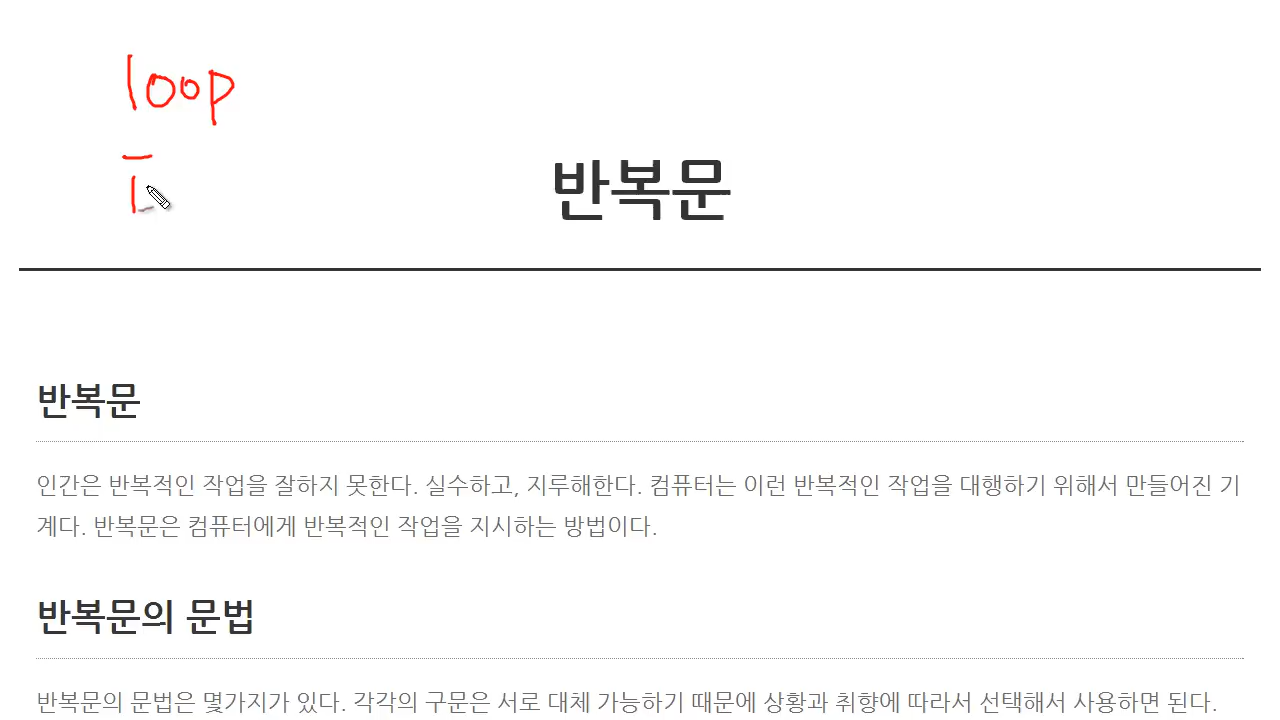 loop
반복문
반복문
인간은 반복적인 작업을 잘하지 못한다. 실수하고, 지루해한다. 컴퓨터는 이런 반복적인 작업을 대행하기 위해서 만들어진 기
계다. 반복문은 컴퓨터에게 반복적인 작업을 지시하는 방법이다.
반복문의 문법
반복문의 문법은 몇가지가 있다. 각각의 구문은 서로 대체 가능하기 때문에 상황과 취향에 따라서 선택해서 사용하면 된다.